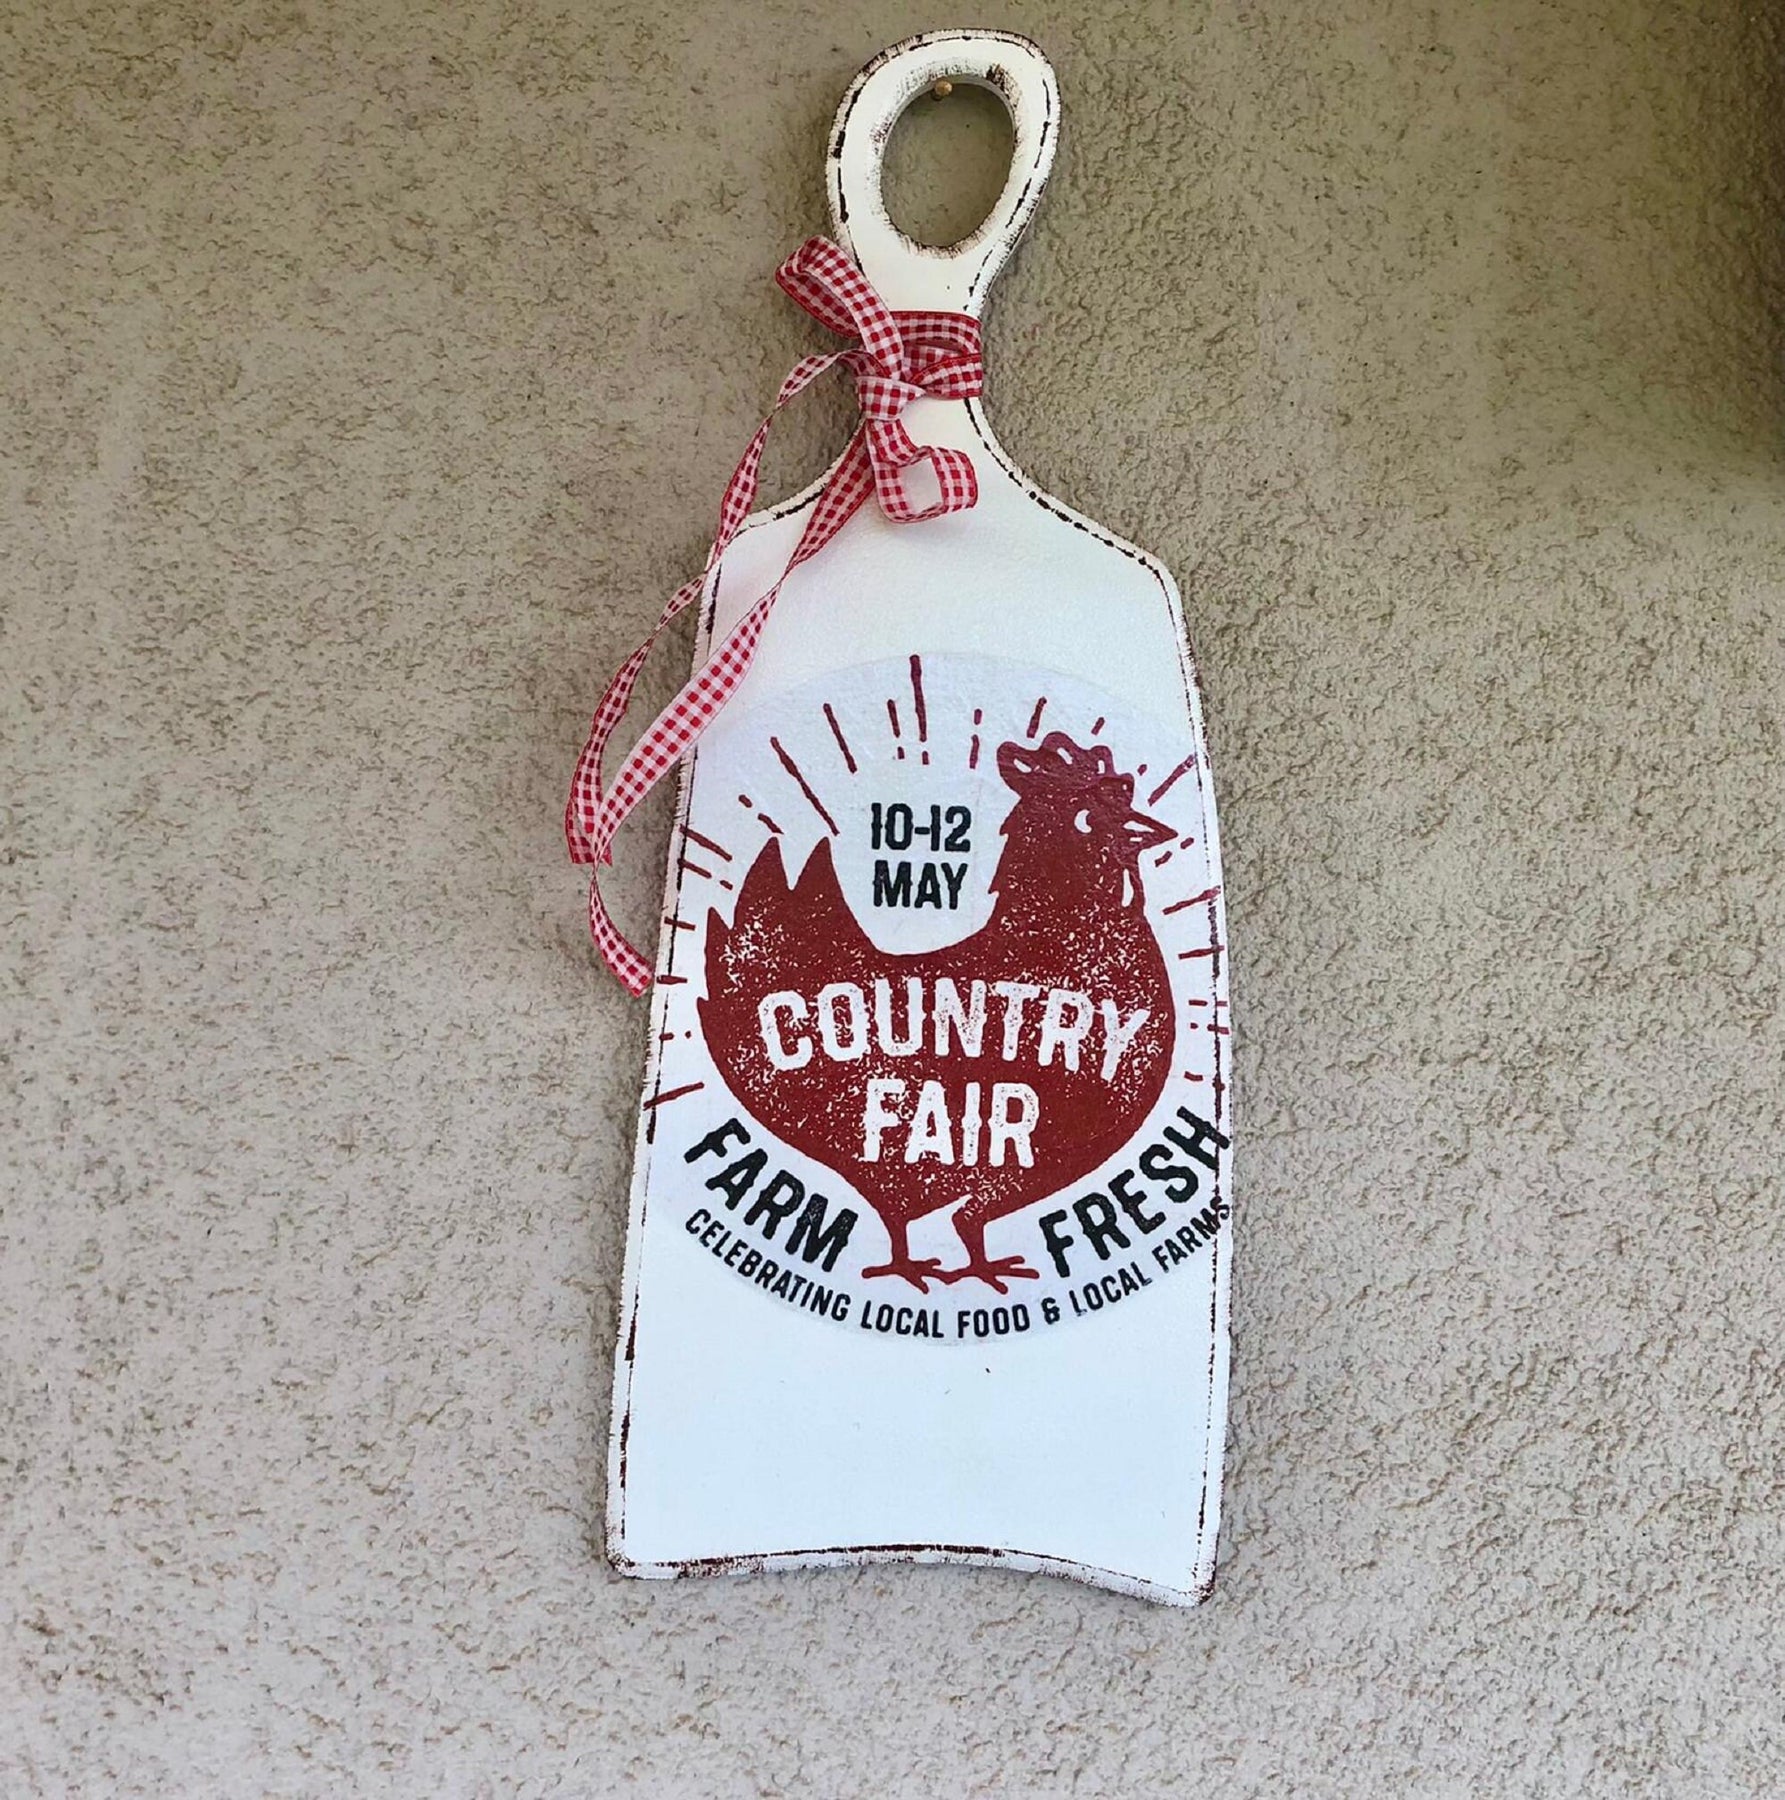 10-12
MAY
COUNTRY
FAIR
FARM FRESH
CELEBRATING LOCAL FOOD & LOCAL FARMS